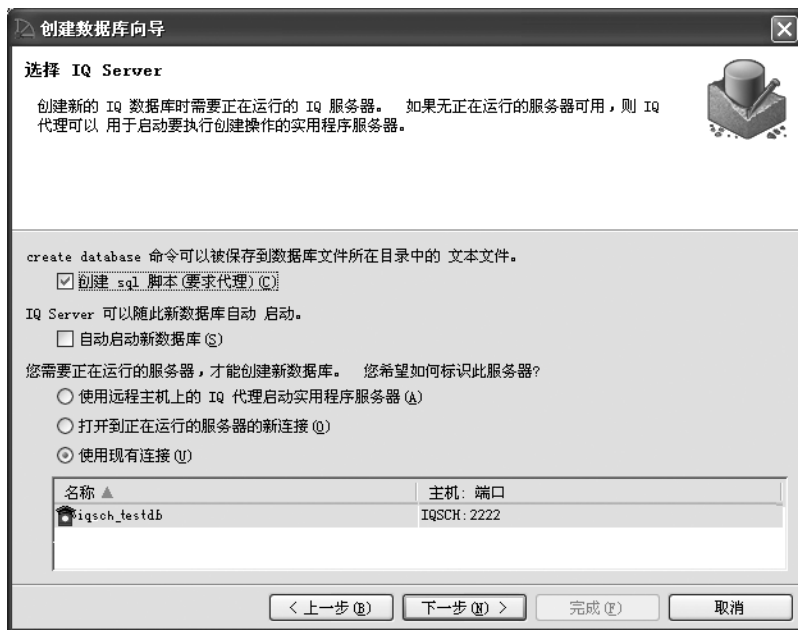 创建数据库向导
选择 IQ Server
创建新的 IQ 数据库时需要正在运行的 IQ 服务器。 如果无正在运行的服务器可用，则 IQ
代理可以 用于启动要执行创建操作的实用程序服务器。
create database 命令可以被保存到数据库文件所在目录中的 文本文件。
创建 sql 脚本(要求代理)(C)
IQ Server 可以随此新数据库自动 启动。
自动启动新数据库(S)
您需要正在运行的服务器，才能创建新数据库。 您希望如何标识此服务器?
使用远程主机上的 IQ 代理启动实用程序服务器(A)
打开到正在运行的服务器的新连接(O)
使用现有连接(U)
名称 主机: 端口
iqsch_testdb IQSCH:2222
< 上一步(B) 下一步(N) > 完成(F) 取消